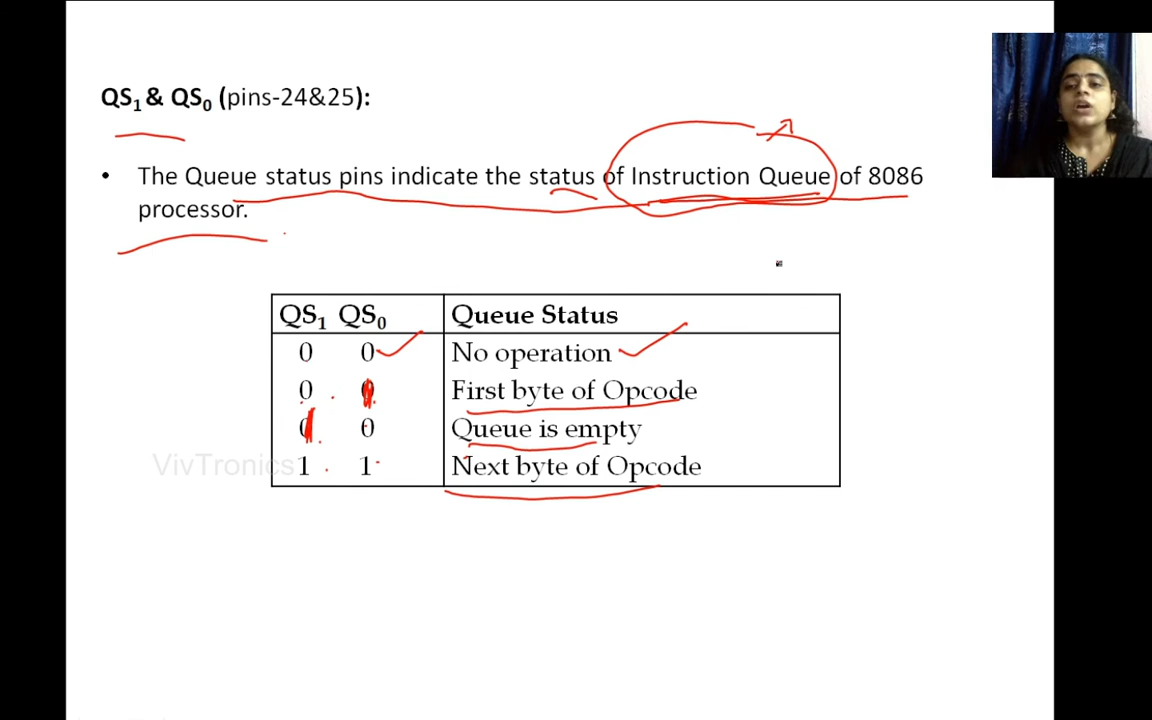 QS1 & QS0 (pins-24&25):
• The Queue status pins indicate the status of Instruction Queue of 8086
processor.
QS1 QS0 Queue Status
0 0 No operation
0 First byte of Opcode
1 0 Queue is empty
1 1 Next byte of Opcode
VivTronics